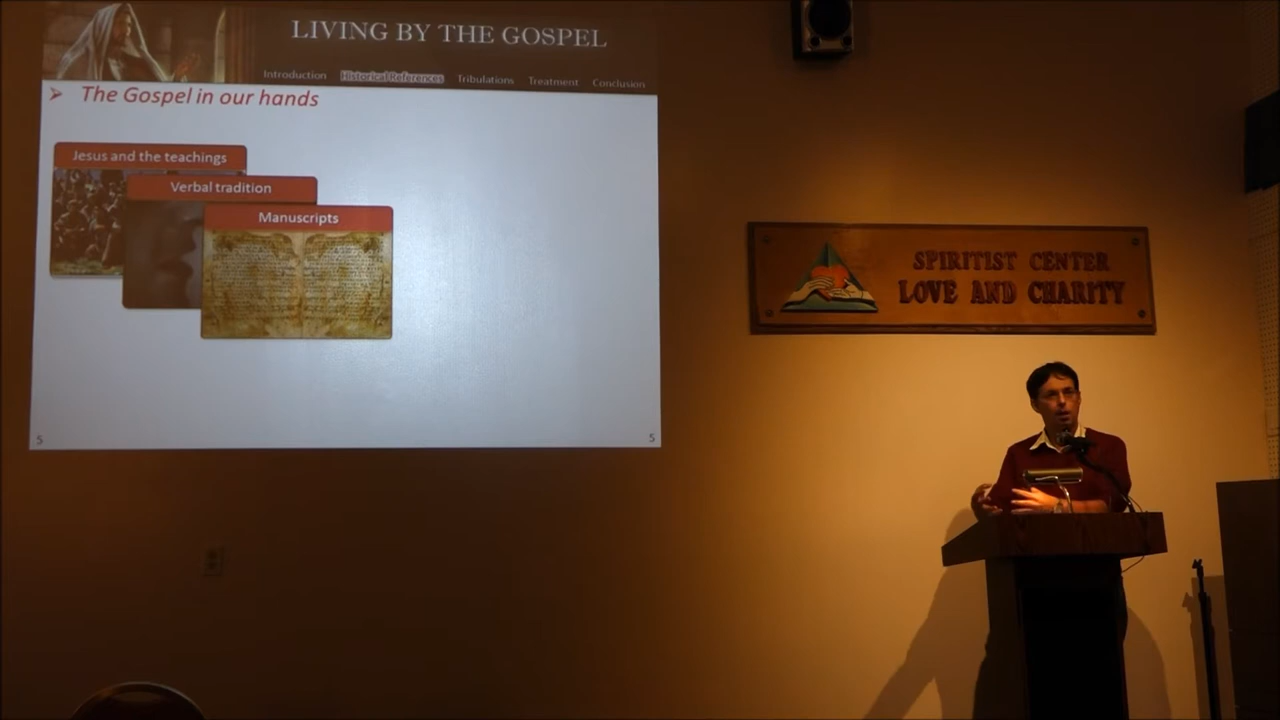 LIVING BY THE GOSPEL
Introduction Historical References Tribulations Treatment Conclusion
➢ The Gospel in our hands
Jesus and the teachings
Verbal tradition
Manuscripts
5 5
SPIRITIST CENTER
LOVE AND CHARITY